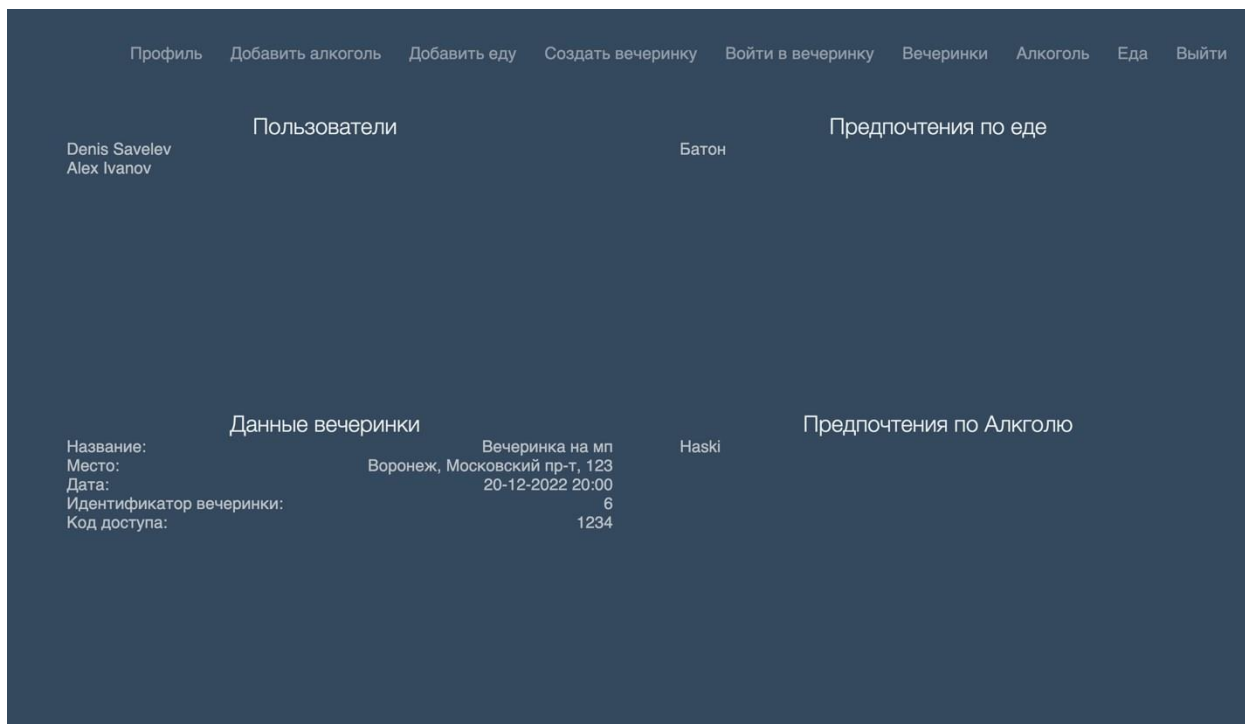 Профиль Добавить алкоголь Добавить еду Создать вечеринку Войти в вечеринку Вечеринки Алкоголь Еда Выйти
Пользователи
Denis Savelev
Alex Ivanov
Предпочтения по еде
Батон
Данные вечеринки
Название: Вечеринка на мп
Место: Воронеж, Московский пр-т, 123
Дата: 20-12-2022 20:00
Идентификатор вечеринки: 6
Код доступа: 1234
Предпочтения по Алкголю
Haski